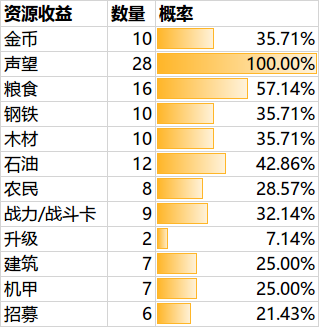 资源收益 数量 概率
金币 10 35.71%
声望 28 100.00%
粮食 16 57.14%
钢铁 10 35.71%
木材 10 35.71%
石油 12 42.86%
农民 8 28.57%
战力/战斗卡 9 32.14%
升级 2 7.14%
建筑 7 25.00%
机甲 7 25.00%
招募 6 21.43%